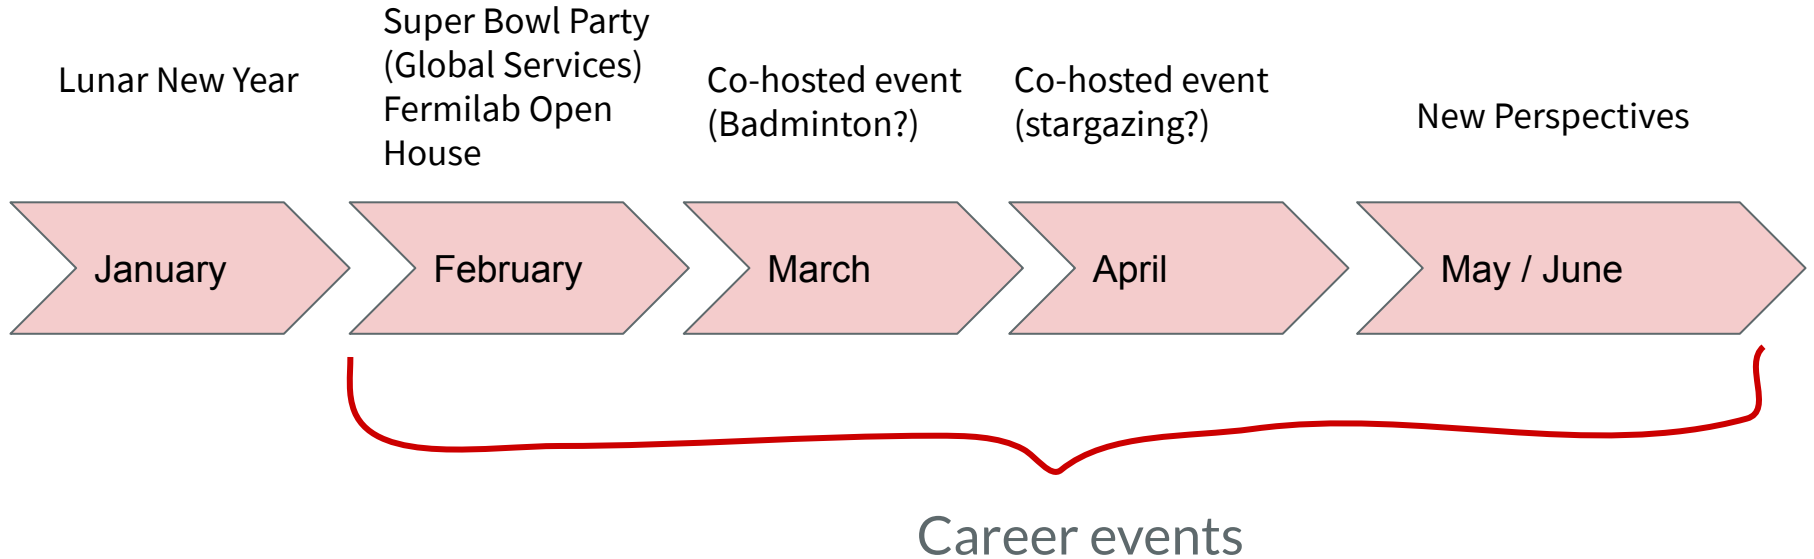 Lunar New Year
Super Bowl Party
(Global Services)
Fermilab Open
House
Co-hosted event
(Badminton?)
Co-hosted event
(stargazing?)
New Perspectives
January
February
March
April
May / June
Career events